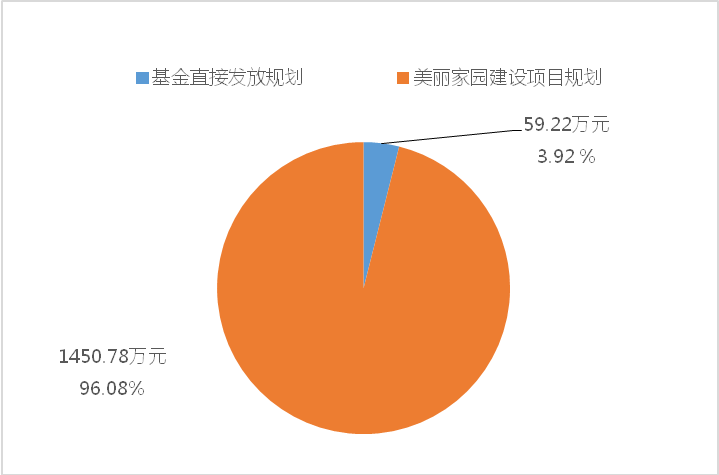 基金直接发放规划
美丽家园建设项目规划
59.22万元
3.92 %
1450.78万元
96.08%